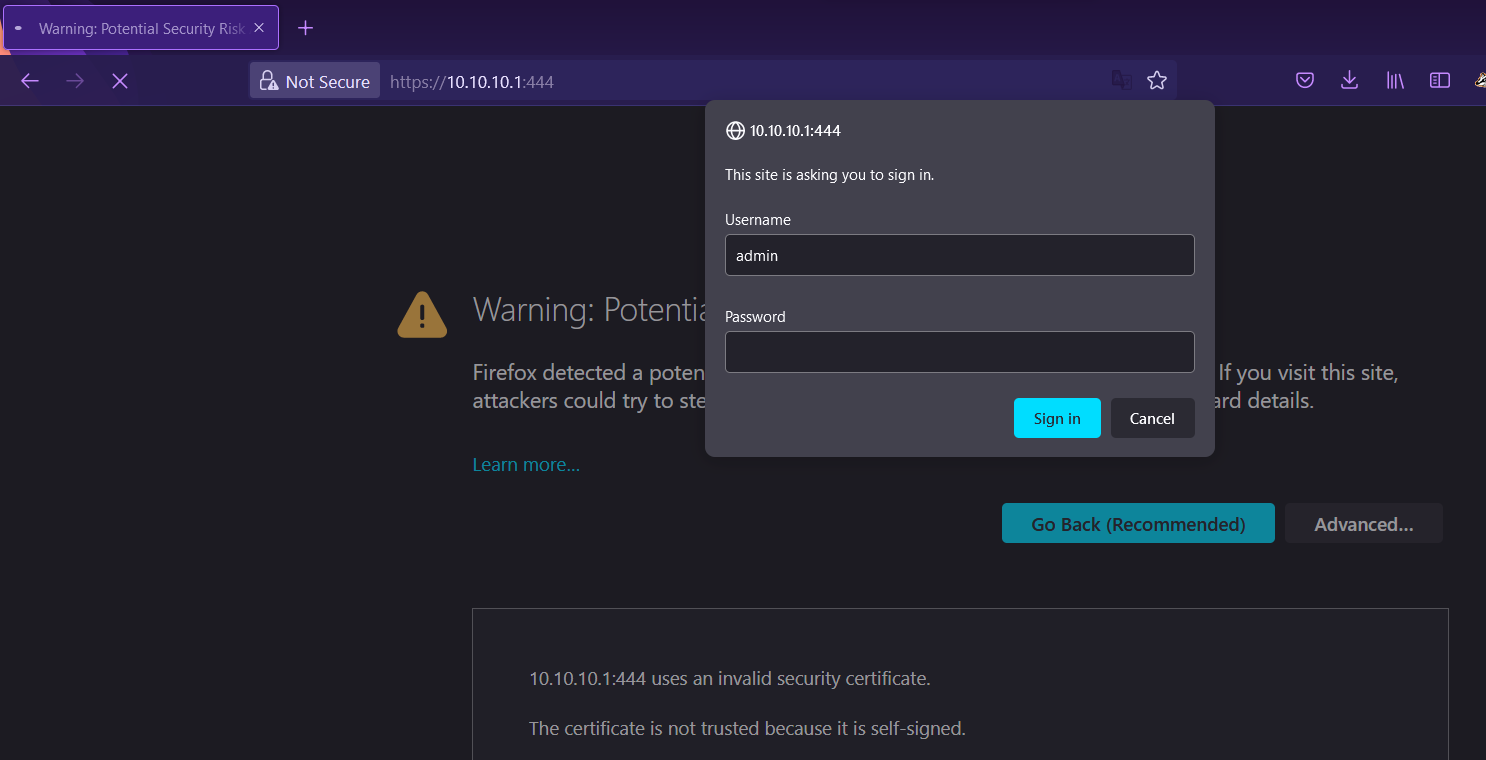 Warning: Potential Security Risk
Not Secure
https://10.10.10.1:444
10.10.10.1:444
This site is asking you to sign in.
Username
admin
Password
Sign in
Cancel
Warning: Potentia
Firefox detected a poten
If you visit this site,
attackers could try to ste
ard details.
Learn more...
Go Back (Recommended)
Advanced...
10.10.10.1:444 uses an invalid security certificate.
The certificate is not trusted because it is self-signed.